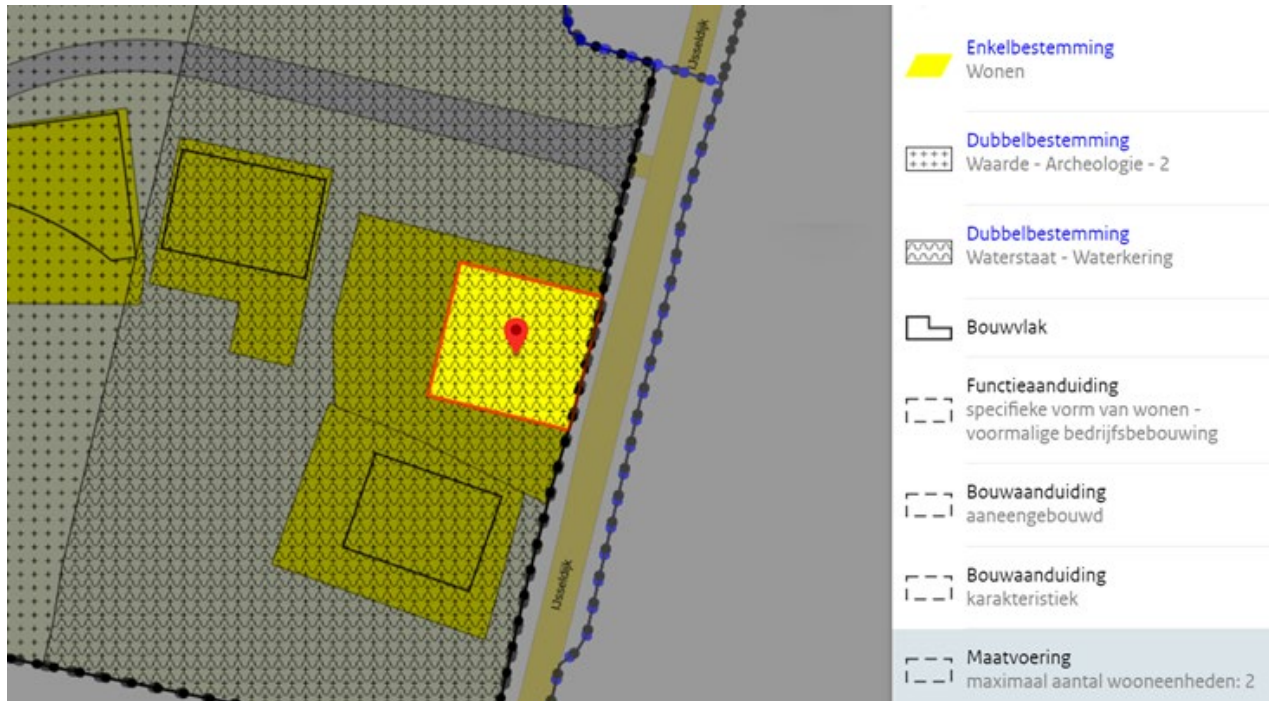 IJsseldijk
IJsseldijk
Enkelbestemming
Wonen
Dubbelbestemming
Waarde - Archeologie - 2
Dubbelbestemming
Waterstaat - Waterkering
Bouwvlak
Functieaanduiding
specifieke vorm van wonen -
voormalige bedrijfsbebouwing
Bouwaanduiding
aaneengebouwd
Bouwaanduiding
karakteristiek
Maatvoering
maximaal aantal wooneenheden: 2